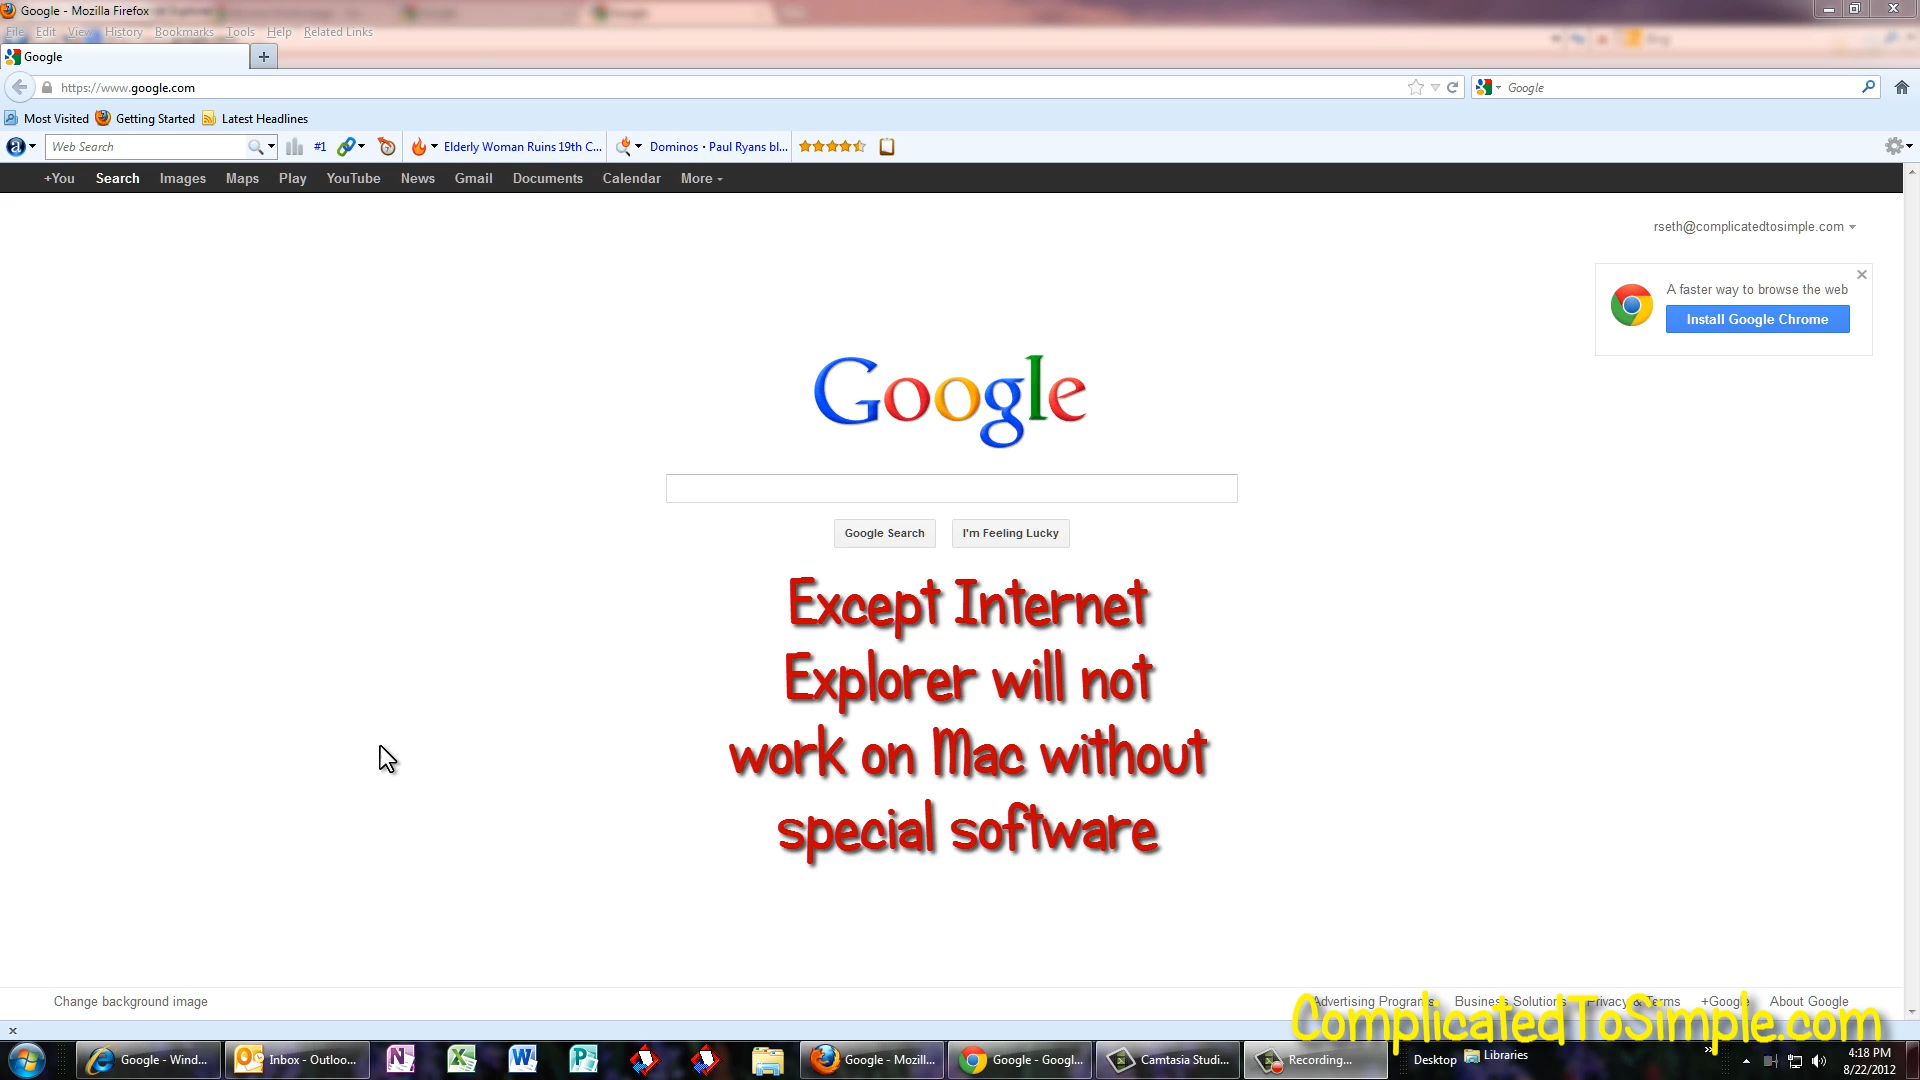 Google - Mozilla Firefox
File Edit View History Bookmarks Tools Help Related Links
Google
https://www.google.com
Google
Most Visited Getting Started Latest Headlines
Web Search #1 Elderly Woman Ruins 19th C... Dominos · Paul Ryans bl...
+You Search Images Maps Play YouTube News Gmail Documents Calendar More
rseth@complicatedtosimple.com
A faster way to browse the web
Install Google Chrome
Google
Google Search I'm Feeling Lucky
Except Internet
Explorer will not
work on Mac without
special software
Change background image
Advertising Programs Business Solutions Privacy & Terms +Google About Google
ComplicatedToSimple.com
Google - Wind... Inbox - Outloo... Google - Mozill... Google - Googl... Camtasia Studi... Recording... Desktop Libraries
4:18 PM
8/22/2012